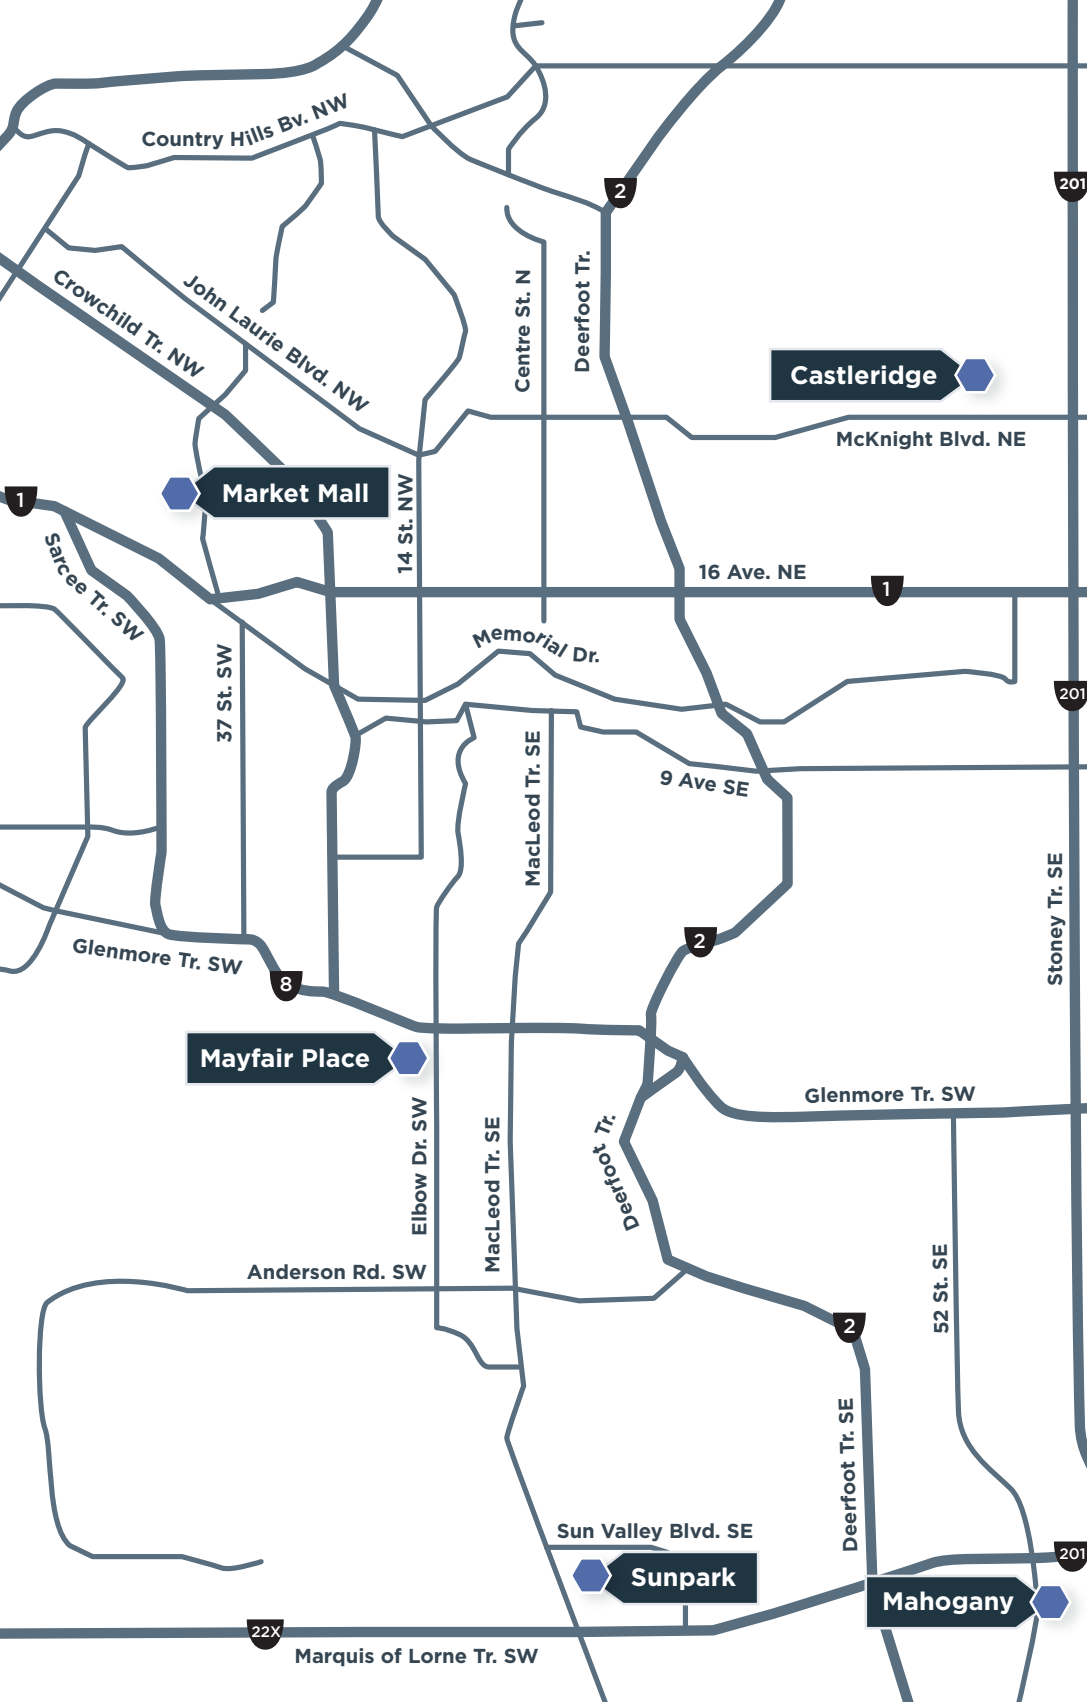 Country Hills Bv. NW
2
201
Crowchild Tr. NW
John Laurie Blvd. NW
Centre St. N
Deerfoot Tr.
Castleridge
McKnight Blvd. NE
Market Mall
1
14 St. NW
Sarcee Tr. SW
16 Ave. NE
1
Memorial Dr.
37 St. SW
201
MacLeod Tr. SE
9 Ave SE
Stoney Tr. SE
2
Glenmore Tr. SW
8
Mayfair Place
Glenmore Tr. SW
Elbow Dr. SW
MacLeod Tr. SE
Deerfoot Tr.
Anderson Rd. SW
52 St. SE
2
Deerfoot Tr. SE
Sun Valley Blvd. SE
201
Sunpark
Mahogany
22X
Marquis of Lorne Tr. SW